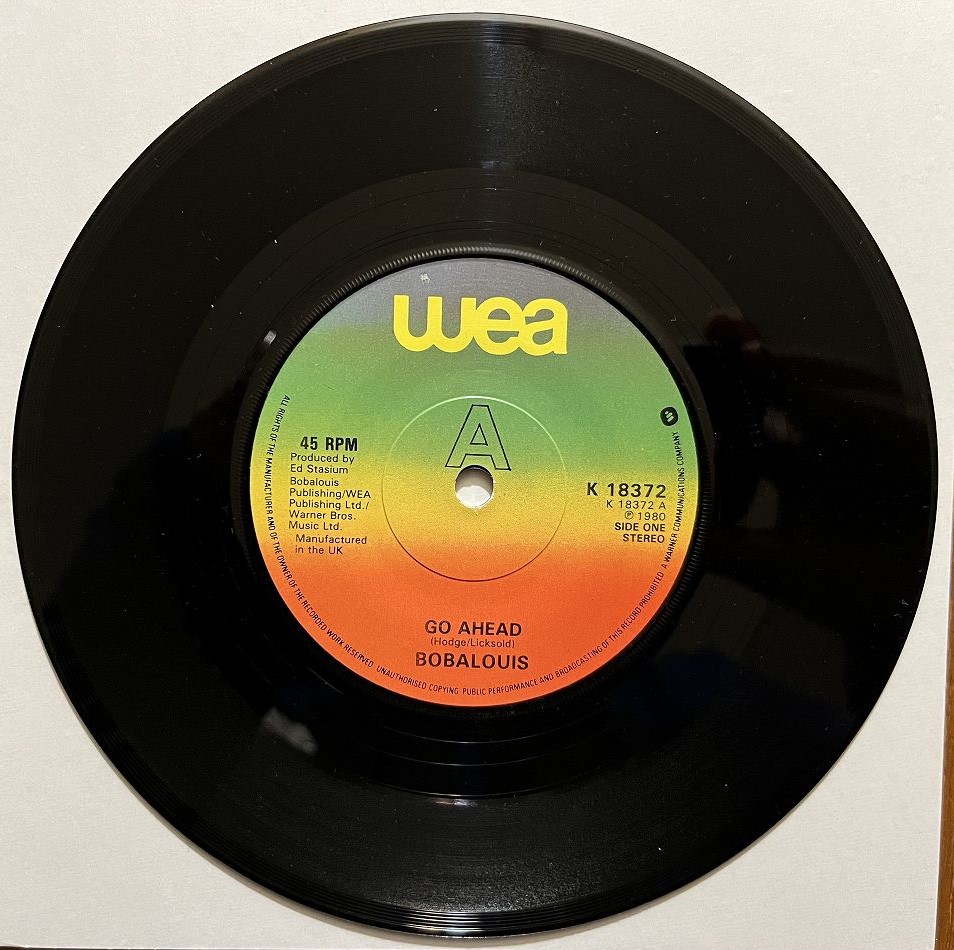 wea
A
45 RPM
Produced by
Ed Stasium
Bobalouis
Publishing/WEA
Publishing Ltd./
Warner Bros.
Music Ltd.
Manufactured
in the UK
K 18372
K 18372 A
℗ 1980
SIDE ONE
STEREO
GO AHEAD
(Hodge/Licksold)
BOBALOUIS
ALL RIGHTS OF THE MANUFACTURER AND OF THE OWNER OF THE RECORDED WORK RESERVED UNAUTHORISED COPYING PUBLIC PERFORMANCE AND BROADCASTING OF THIS RECORD PROHIBITED A WARNER COMMUNICATIONS COMPANY